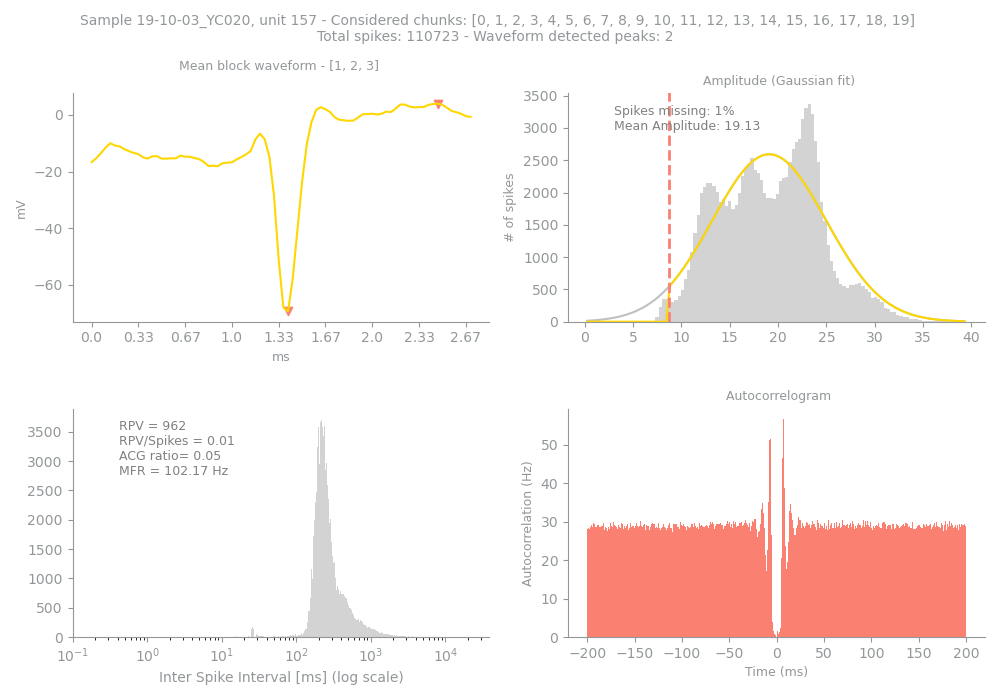 Sample 19-10-03_YC020, unit 157 - Considered chunks: [0, 1, 2, 3, 4, 5, 6, 7, 8, 9, 10, 11, 12, 13, 14, 15, 16, 17, 18, 19]
Total spikes: 110723 - Waveform detected peaks: 2
Mean block waveform - [1, 2, 3]
mV
0
−20
−40
−60
0.0 0.33 0.67 1.0 1.33 1.67 2.0 2.33 2.67
ms
Amplitude (Gaussian fit)
Spikes missing: 1%
Mean Amplitude: 19.13
# of spikes
3500
3000
2500
2000
1500
1000
500
0
0 5 10 15 20 25 30 35 40
RPV = 962
RPV/Spikes = 0.01
ACG ratio= 0.05
MFR = 102.17 Hz
3500
3000
2500
2000
1500
1000
500
0
10⁻¹ 10⁰ 10¹ 10² 10³ 10⁴
Inter Spike Interval [ms] (log scale)
Autocorrelogram
Autocorrelation (Hz)
50
40
30
20
10
0
−200 −150 −100 −50 0 50 100 150 200
Time (ms)